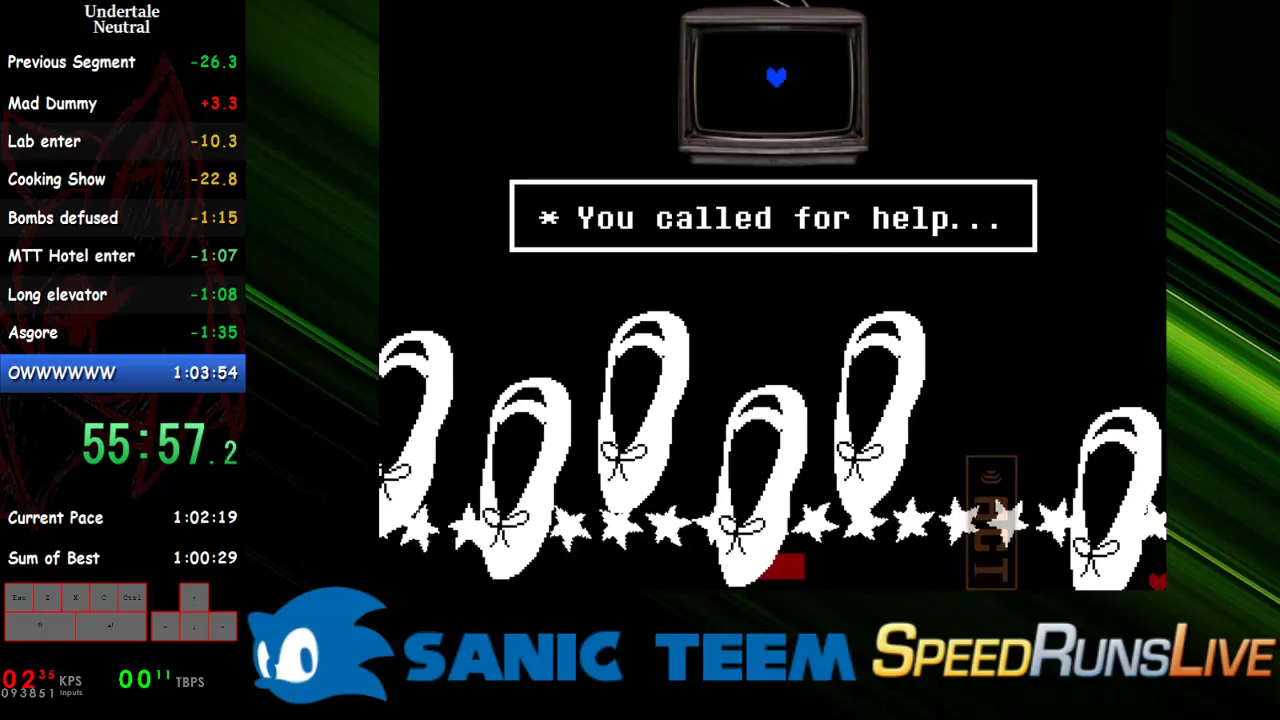 Undertale
Neutral
Previous Segment -26.3
Mad Dummy +3.3
Lab enter -10.3
Cooking Show -22.8
Bombs defused -1:15
MTT Hotel enter -1:07
Long elevator -1:08
Asgore -1:35
OWWWWWW 1:03:54
55:57.2
Current Pace 1:02:19
Sum of Best 1:00:29
Esc Z X C Ctrl ↑
← ↓ →
02 35 KPS 00 11 TBPS
093851 Inputs
* You called for help...
ACT
SANIC TEEM SPEEDRUNSLIVE